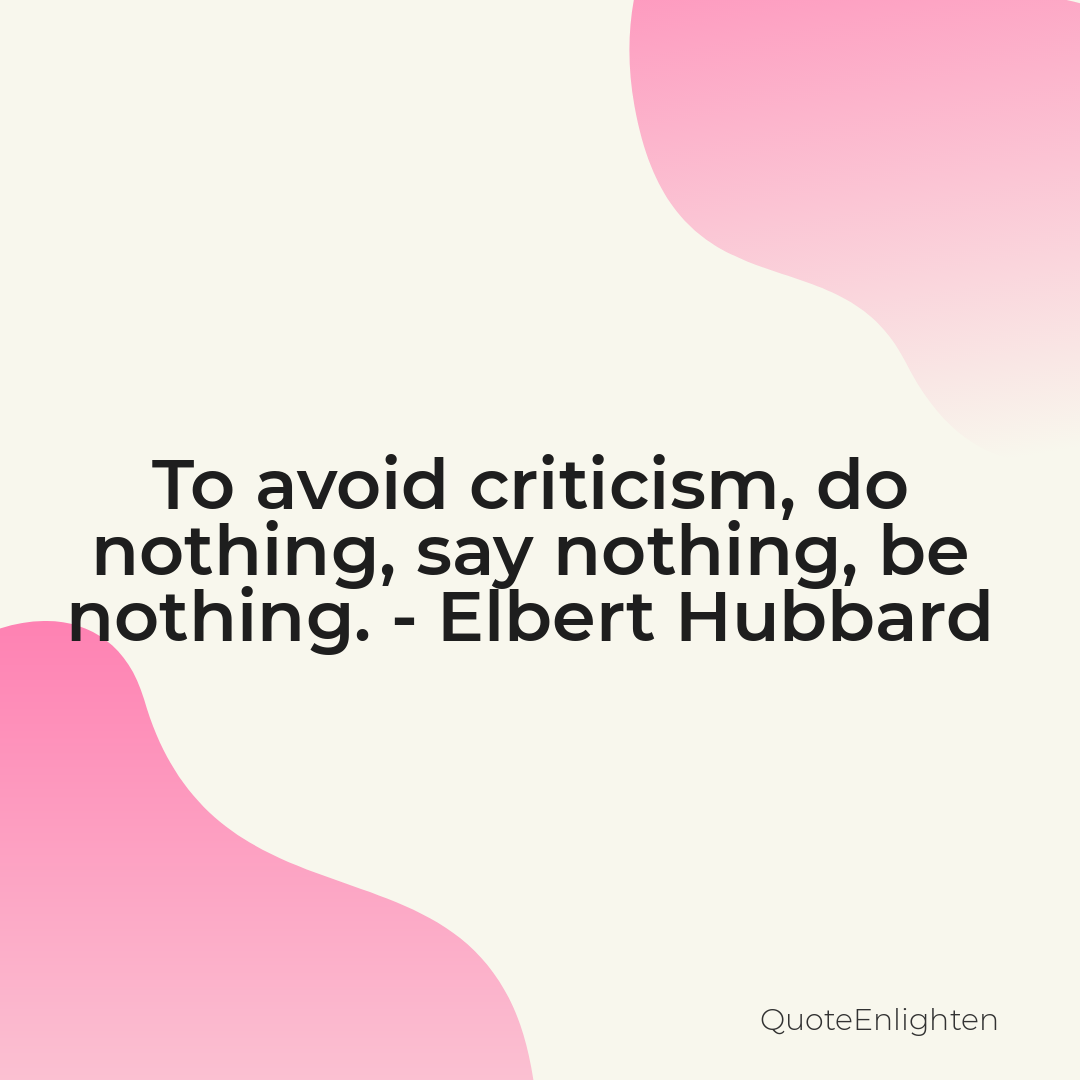 To avoid criticism, do
nothing, say nothing, be
nothing. - Elbert Hubbard
QuoteEnlighten